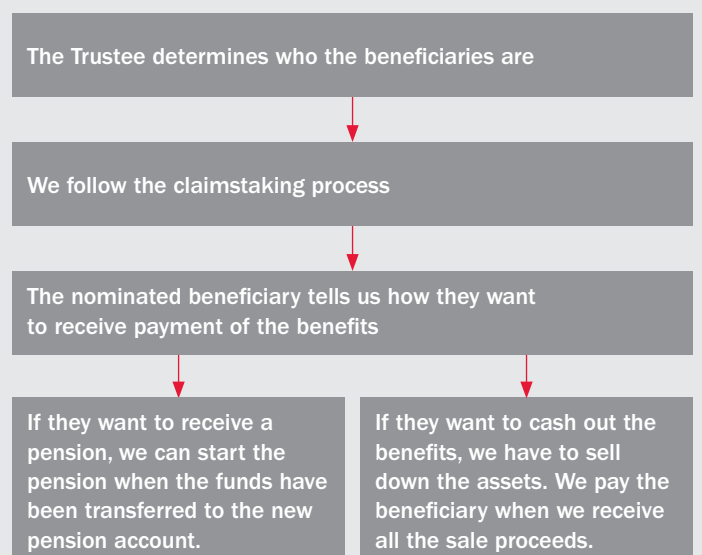 The Trustee determines who the beneficiaries are
We follow the claimstaking process
The nominated beneficiary tells us how they want
to receive payment of the benefits
If they want to receive a
pension, we can start the
pension when the funds have
been transferred to the new
pension account.
If they want to cash out the
benefits, we have to sell
down the assets. We pay the
beneficiary when we receive
all the sale proceeds.